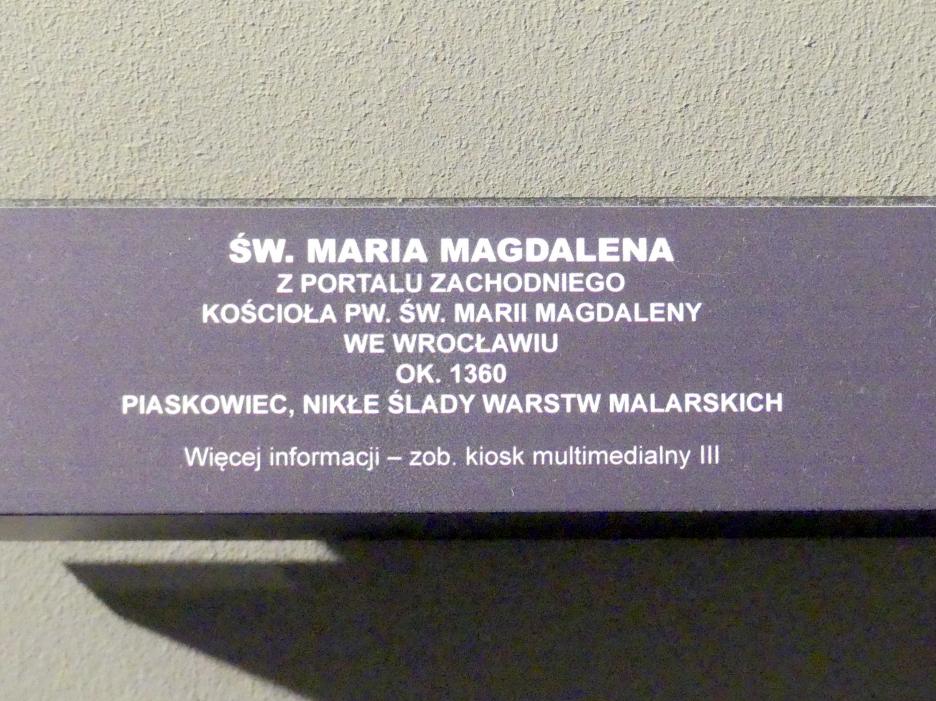 ŚW. MARIA MAGDALENA
Z PORTALU ZACHODNIEGO
KOŚCIOŁA PW. ŚW. MARII MAGDALENY
WE WROCŁAWIU
OK. 1360
PIASKOWIEC, NIKŁE ŚLADY WARSTW MALARSKICH
Więcej informacji – zob. kiosk multimedialny III